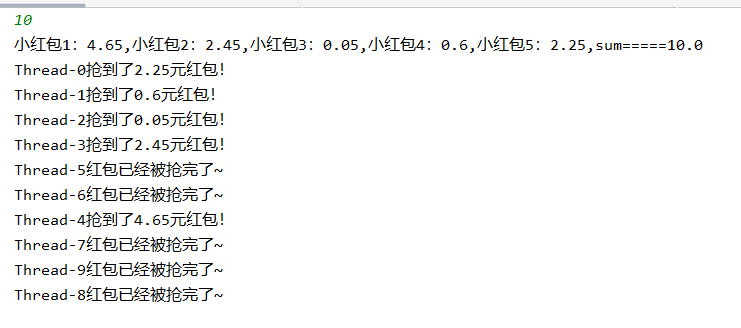 10
小红包1：4.65,小红包2：2.45,小红包3：0.05,小红包4：0.6,小红包5：2.25,sum=====10.0
Thread-0抢到了2.25元红包！
Thread-1抢到了0.6元红包！
Thread-2抢到了0.05元红包！
Thread-3抢到了2.45元红包！
Thread-5红包已经被抢完了~
Thread-6红包已经被抢完了~
Thread-4抢到了4.65元红包！
Thread-7红包已经被抢完了~
Thread-9红包已经被抢完了~
Thread-8红包已经被抢完了~